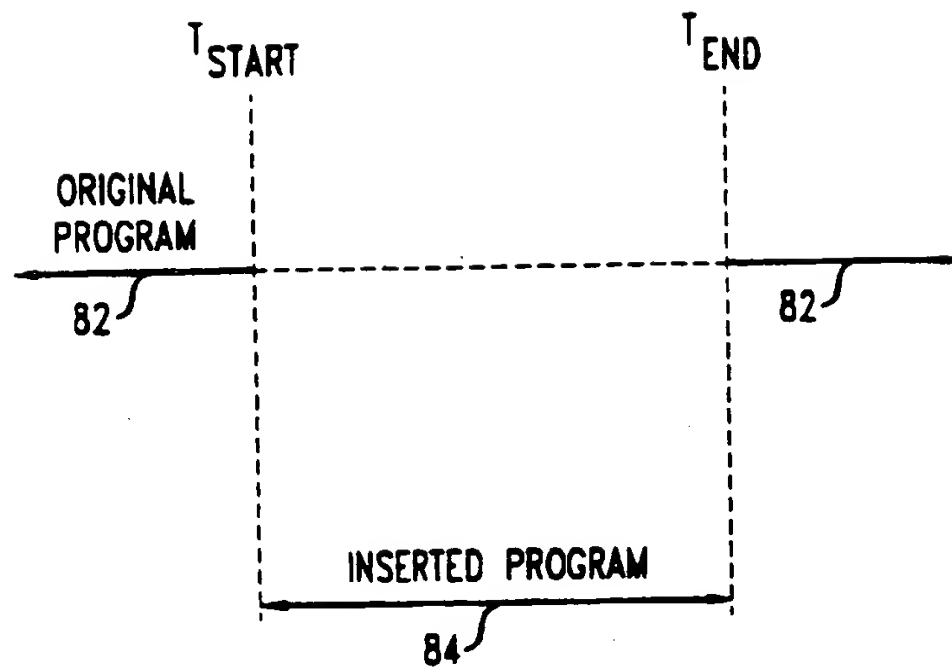 T START
T END
ORIGINAL
PROGRAM
82
82
INSERTED PROGRAM
84